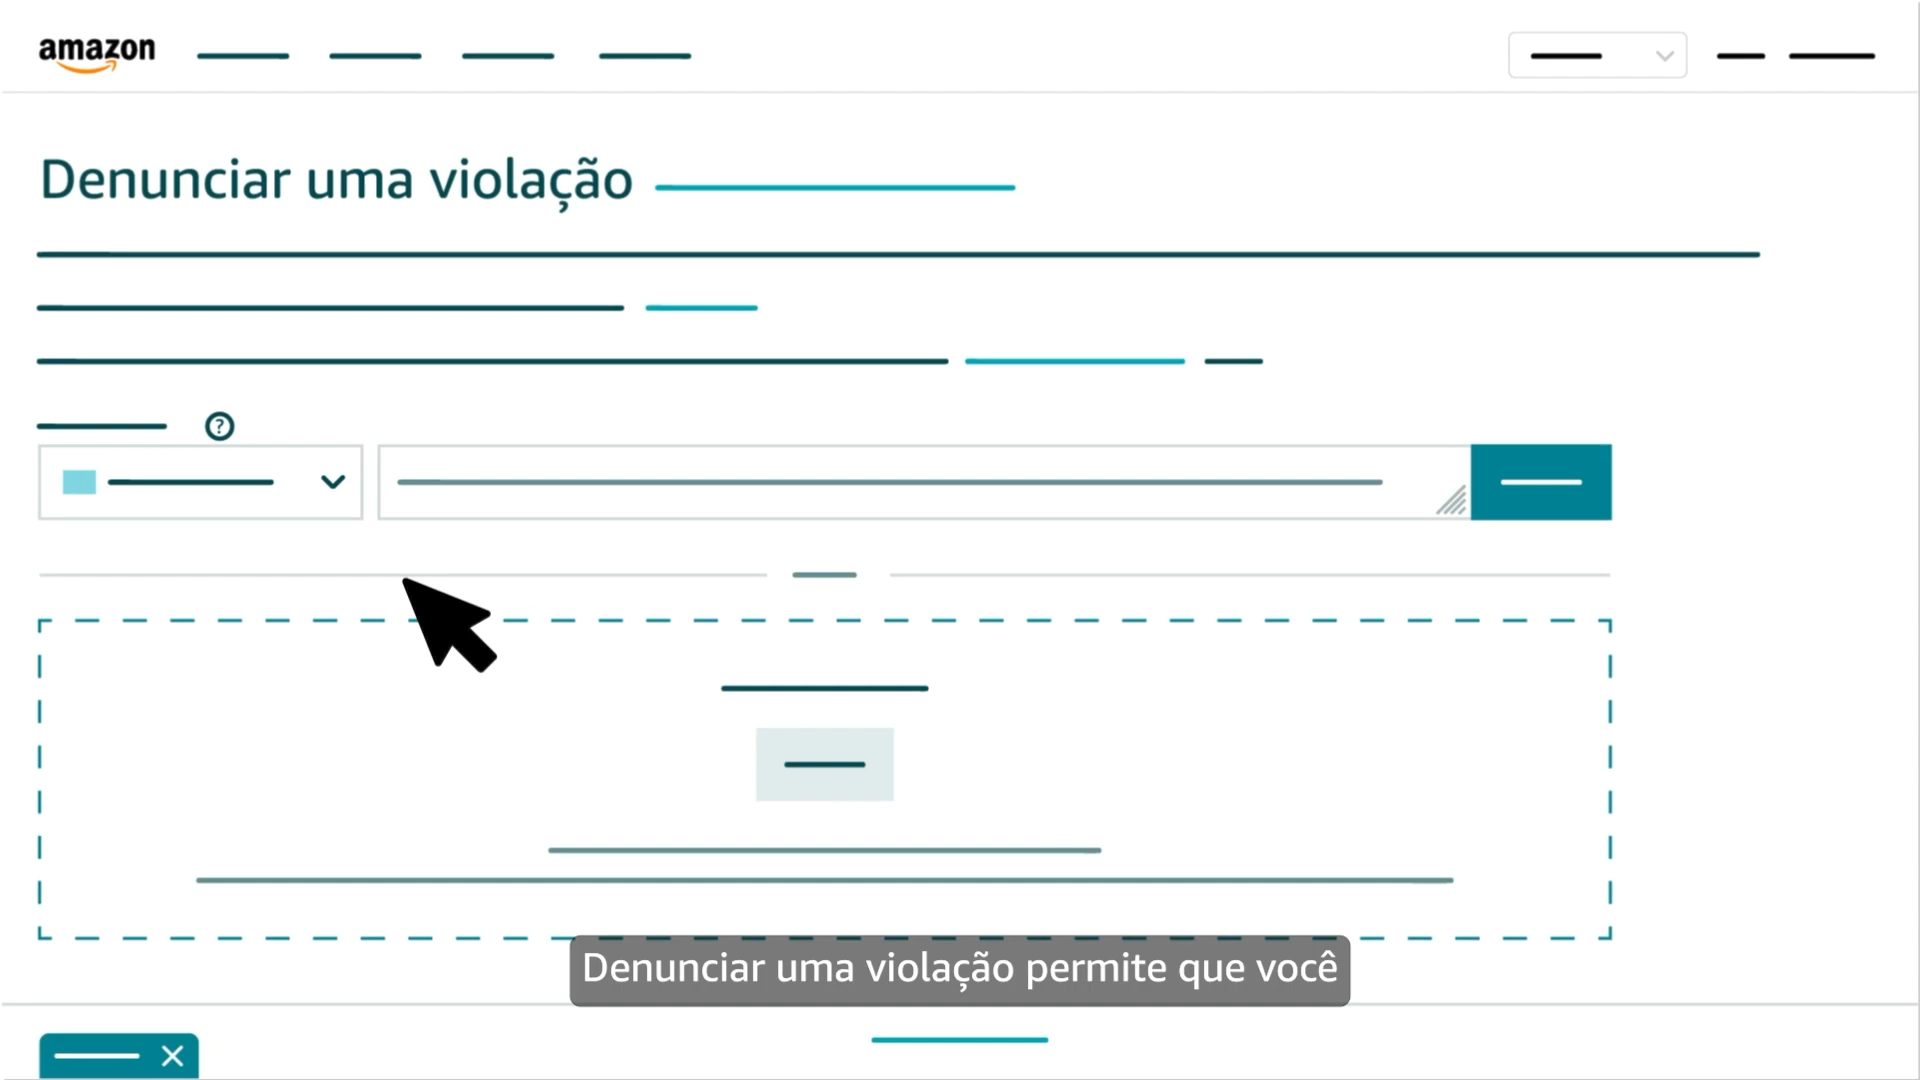 amazon
Denunciar uma violação
?
Denunciar uma violação permite que você